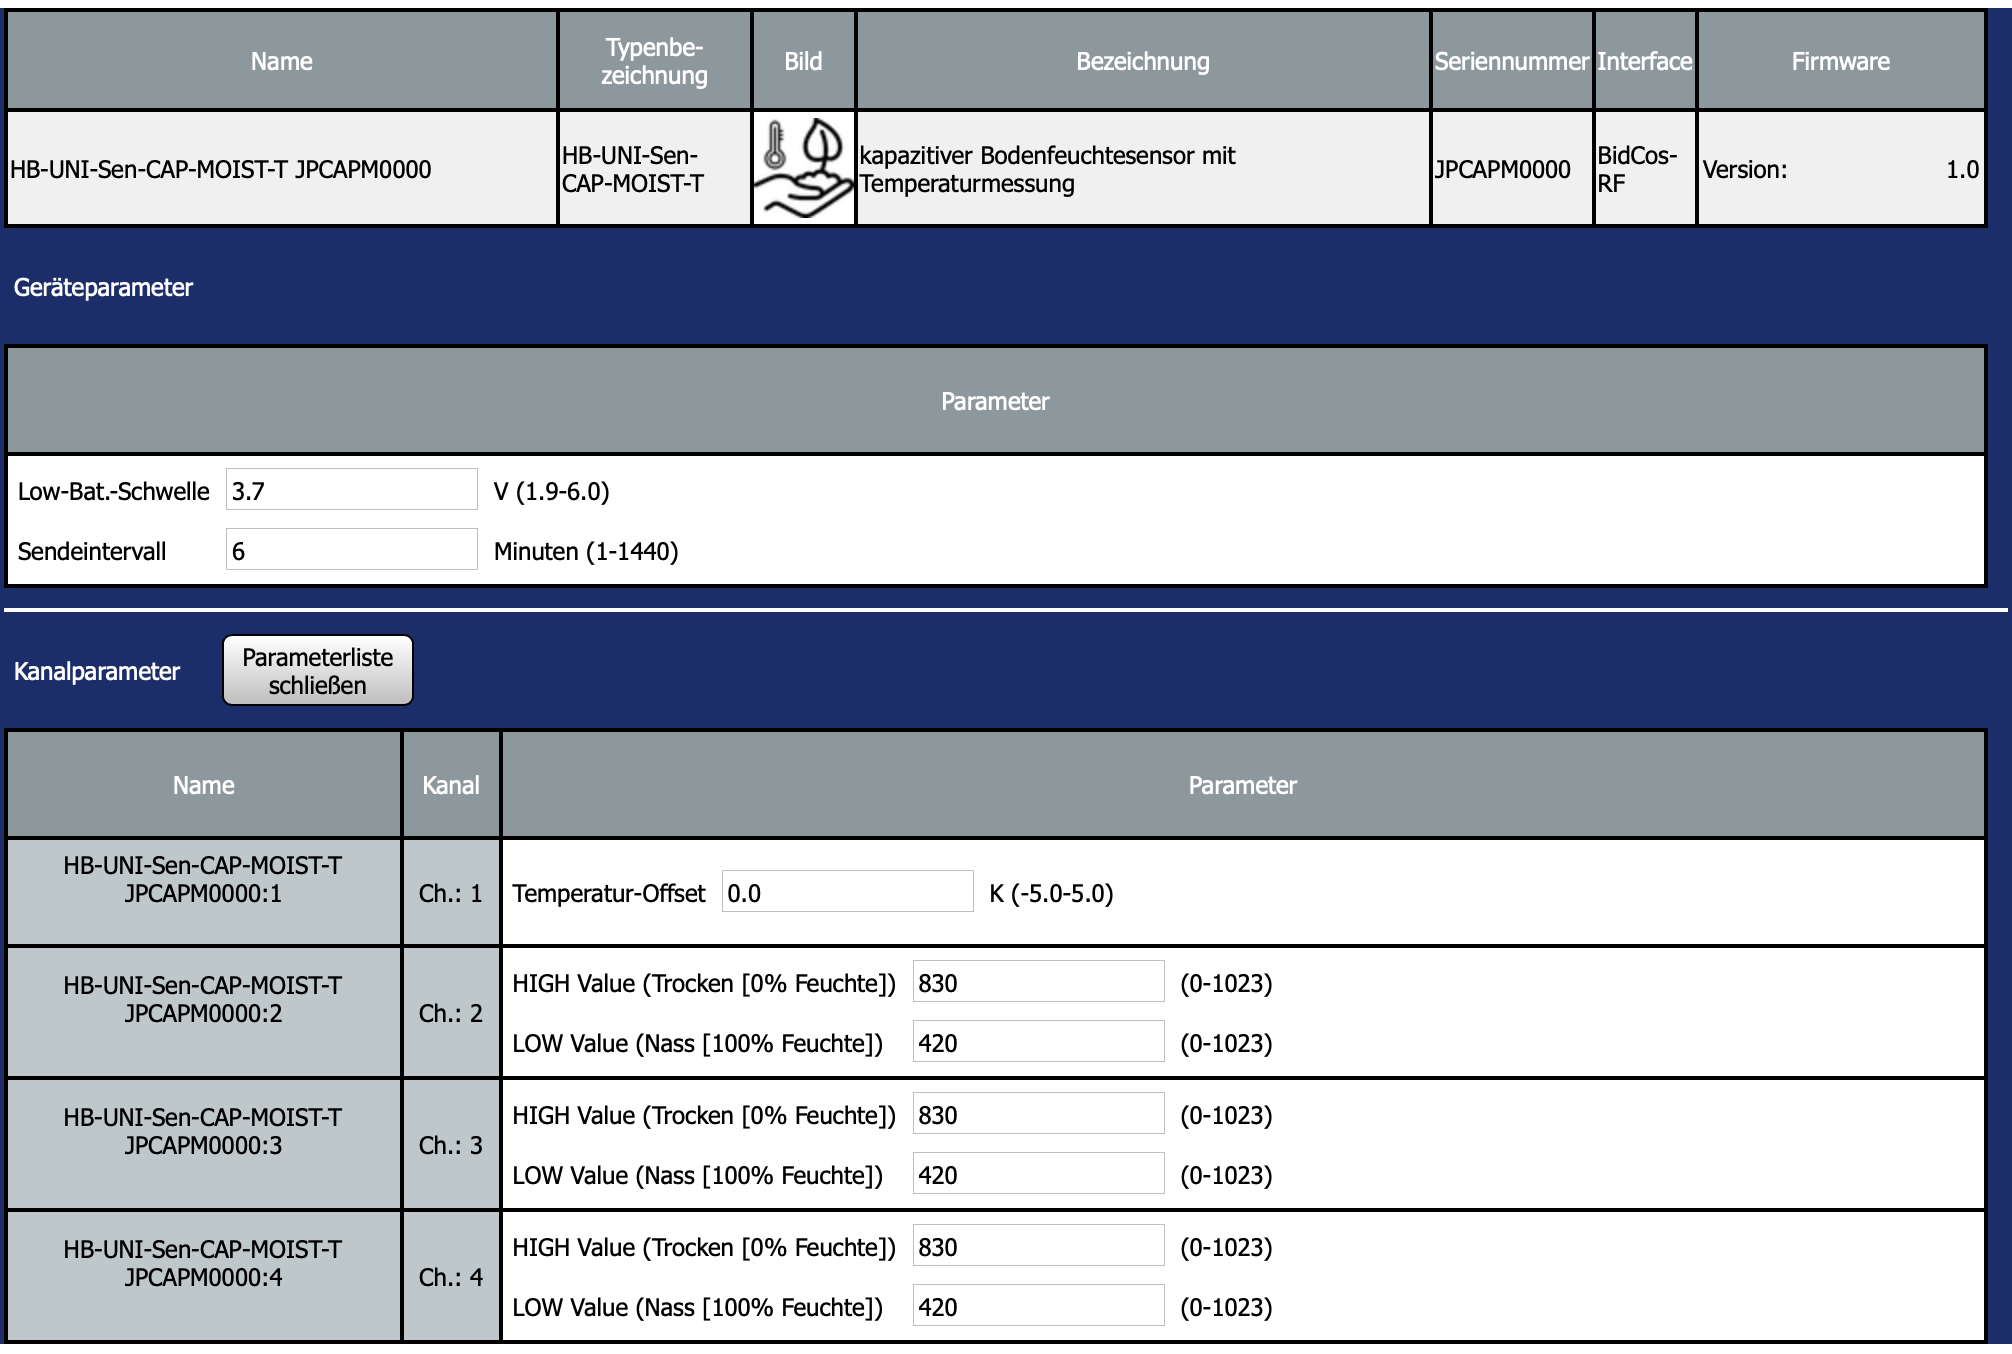 Name
Typenbe-
zeichnung
Bild
Bezeichnung
Seriennummer
Interface
Firmware
HB-UNI-Sen-CAP-MOIST-T JPCAPM0000
HB-UNI-Sen-
CAP-MOIST-T
kapazitiver Bodenfeuchtesensor mit
Temperaturmessung
JPCAPM0000
BidCos-
RF
Version: 1.0
Geräteparameter
Parameter
Low-Bat.-Schwelle 3.7 V (1.9-6.0)
Sendeintervall 6 Minuten (1-1440)
Kanalparameter
Parameterliste
schließen
Name
Kanal
Parameter
HB-UNI-Sen-CAP-MOIST-T
JPCAPM0000:1
Ch.: 1
Temperatur-Offset 0.0 K (-5.0-5.0)
HB-UNI-Sen-CAP-MOIST-T
JPCAPM0000:2
Ch.: 2
HIGH Value (Trocken [0% Feuchte]) 830 (0-1023)
LOW Value (Nass [100% Feuchte]) 420 (0-1023)
HB-UNI-Sen-CAP-MOIST-T
JPCAPM0000:3
Ch.: 3
HIGH Value (Trocken [0% Feuchte]) 830 (0-1023)
LOW Value (Nass [100% Feuchte]) 420 (0-1023)
HB-UNI-Sen-CAP-MOIST-T
JPCAPM0000:4
Ch.: 4
HIGH Value (Trocken [0% Feuchte]) 830 (0-1023)
LOW Value (Nass [100% Feuchte]) 420 (0-1023)